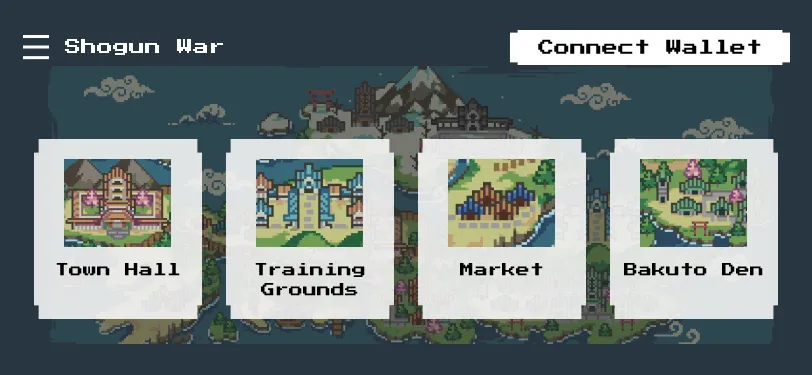 Shogun War
Connect Wallet
Town Hall
Training
Grounds
Market
Bakuto Den